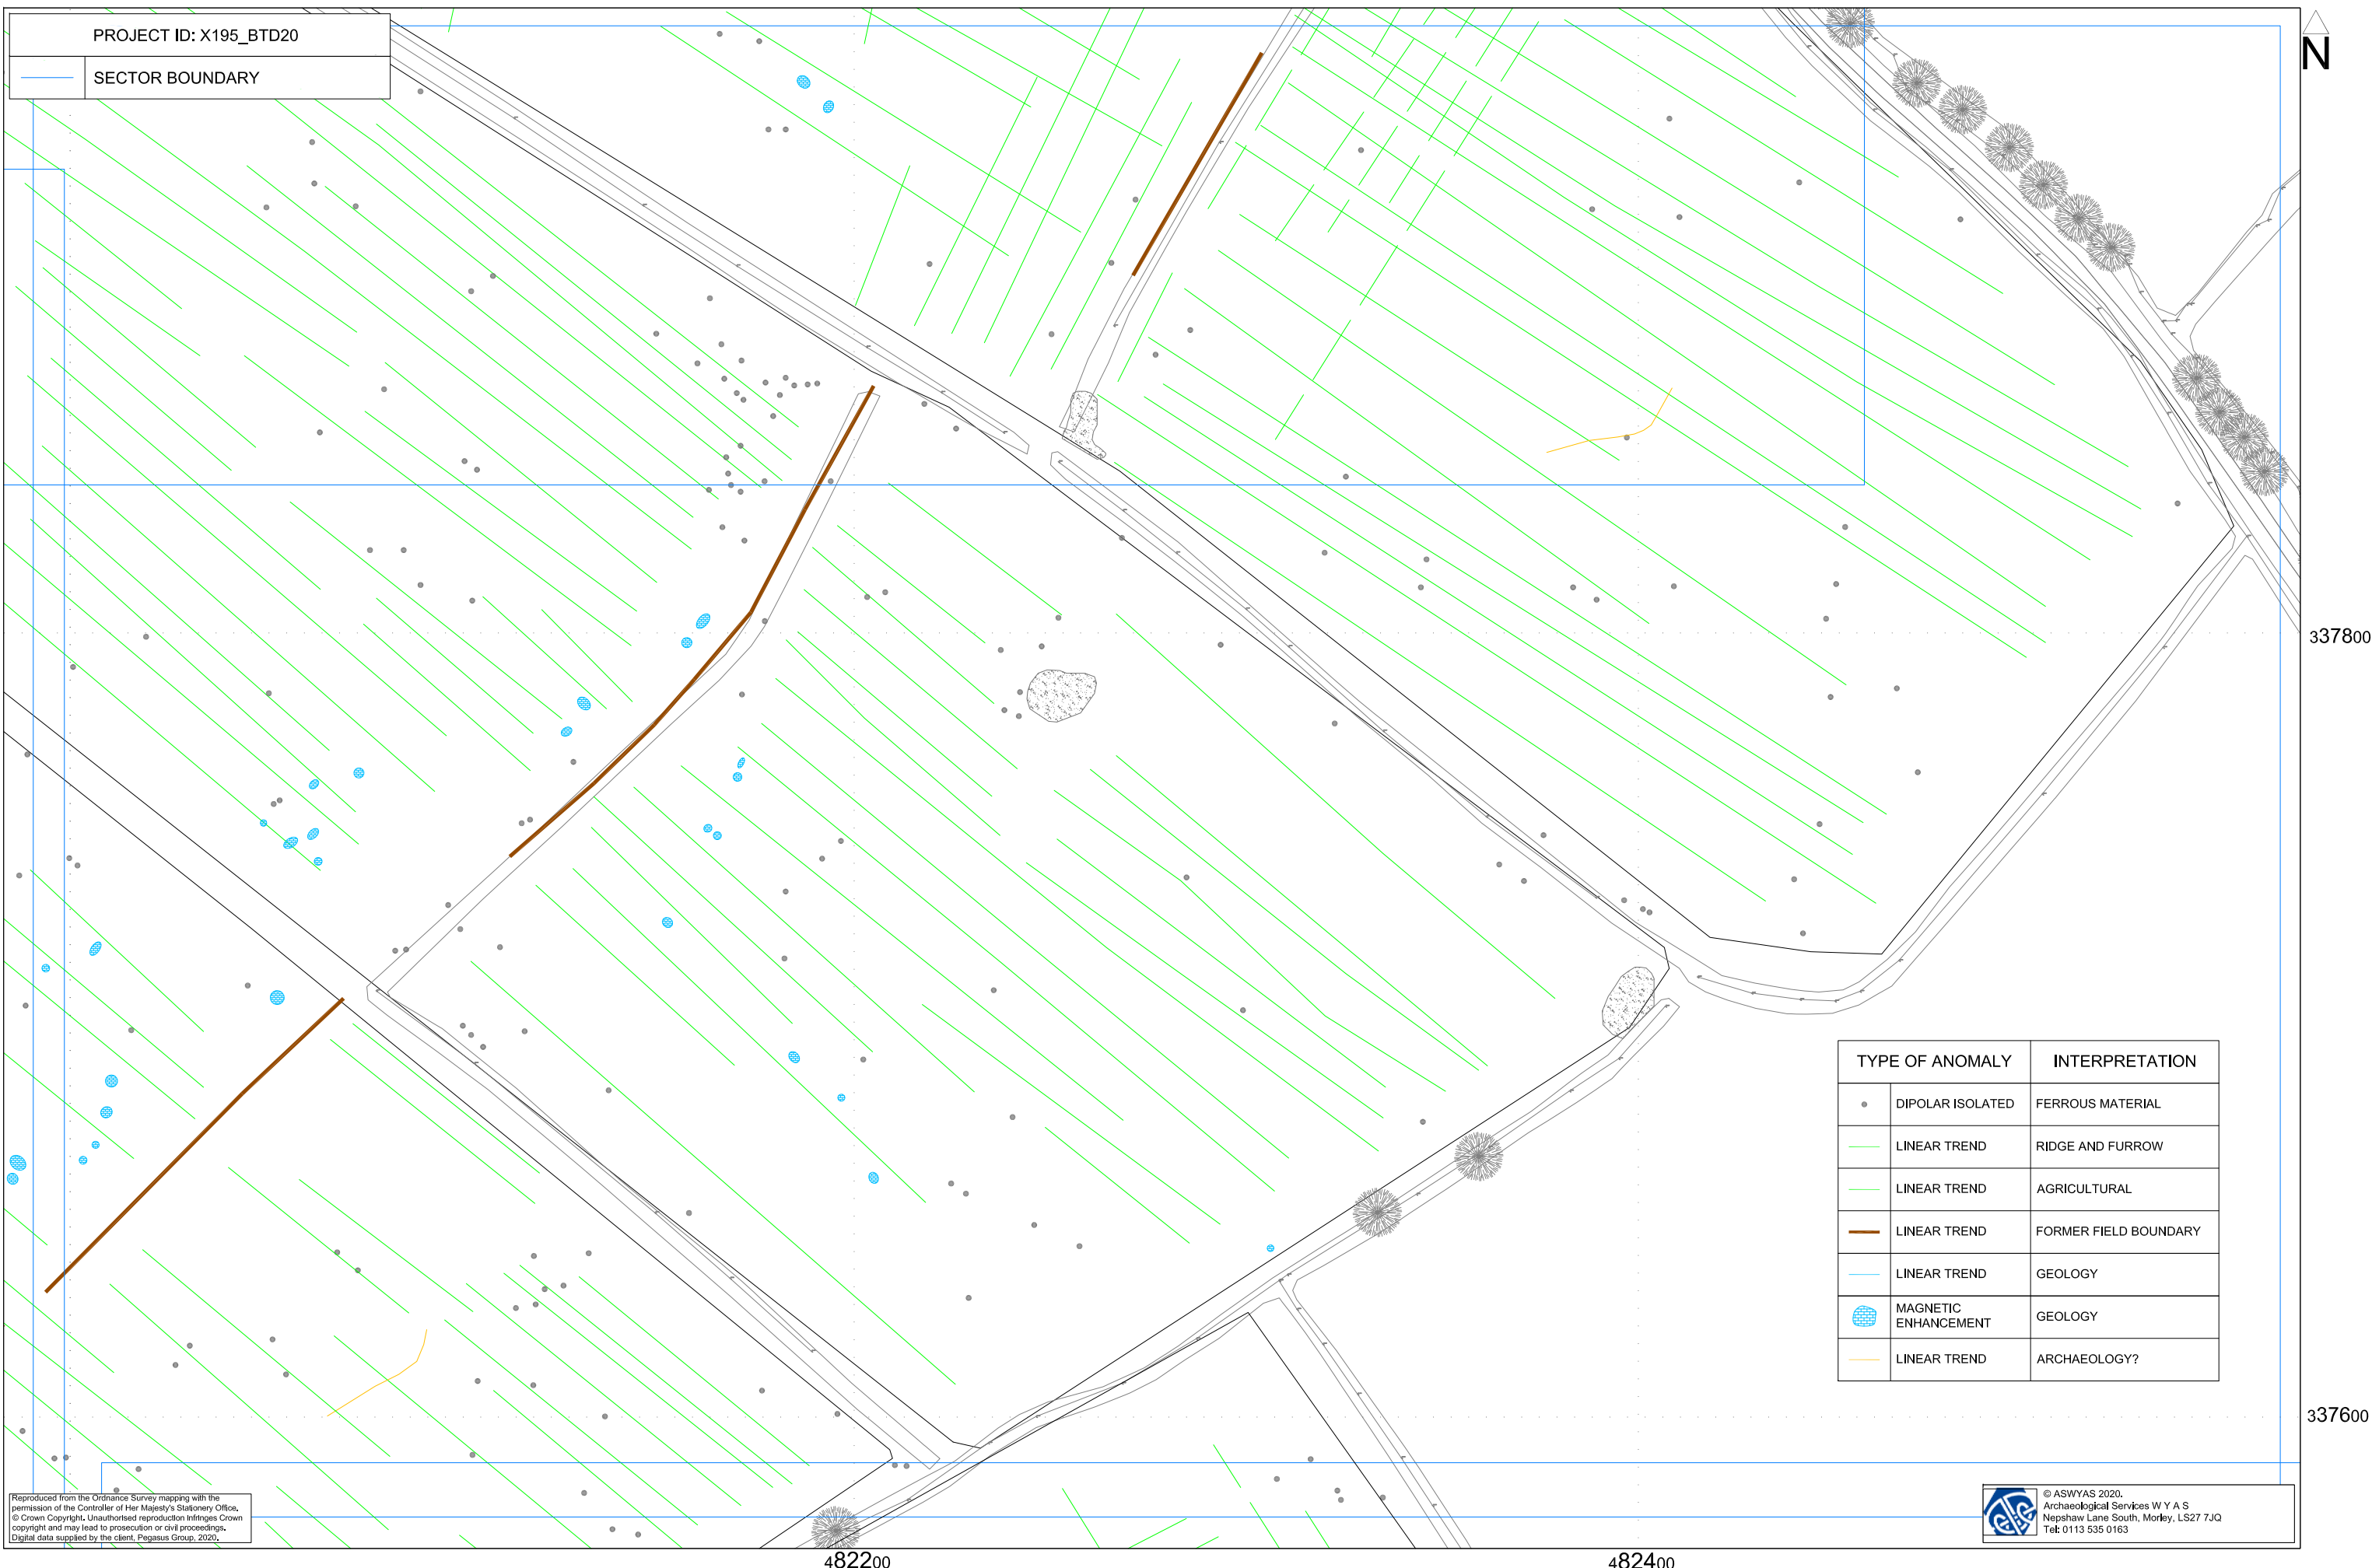 PROJECT ID: X195_BTD20
SECTOR BOUNDARY
N
337800
TYPE OF ANOMALY INTERPRETATION
DIPOLAR ISOLATED FERROUS MATERIAL
LINEAR TREND RIDGE AND FURROW
LINEAR TREND AGRICULTURAL
LINEAR TREND FORMER FIELD BOUNDARY
LINEAR TREND GEOLOGY
MAGNETIC
ENHANCEMENT GEOLOGY
LINEAR TREND ARCHAEOLOGY?
337600
Reproduced from the Ordnance Survey mapping with the
permission of the Controller of Her Majesty's Stationery Office.
© Crown Copyright. Unauthorised reproduction infringes Crown
copyright and may lead to prosecution or civil proceedings.
Digital data supplied by the client, Pegasus Group, 2020.
© ASWYAS 2020.
Archaeological Services W Y A S
Nepshaw Lane South, Morley, LS27 7JQ
Tel: 0113 535 0163
482200
482400